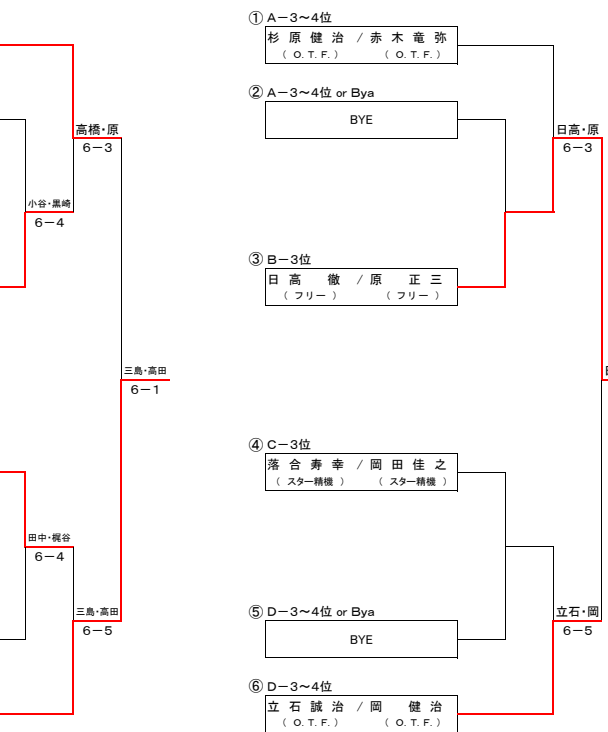 ① A－3～4位
杉原健治 / 赤木竜弥
( O.T.F. ) ( O.T.F. )
② A－3～4位 or Bya
BYE
高橋・原
6－3
日高・原
6－3
小谷・黒崎
6－4
③ B－3位
日高 徹 / 原 正三
( フリー ) ( フリー )
三島・高田
6－1
④ C－3位
落合寿幸 / 岡田佳之
( スター精機 ) ( スター精機 )
田中・梶谷
6－4
⑤ D－3～4位 or Bya
BYE
三島・高田
6－5
立石・岡
6－5
⑥ D－3～4位
立石誠治 / 岡 健治
( O.T.F. ) ( O.T.F. )